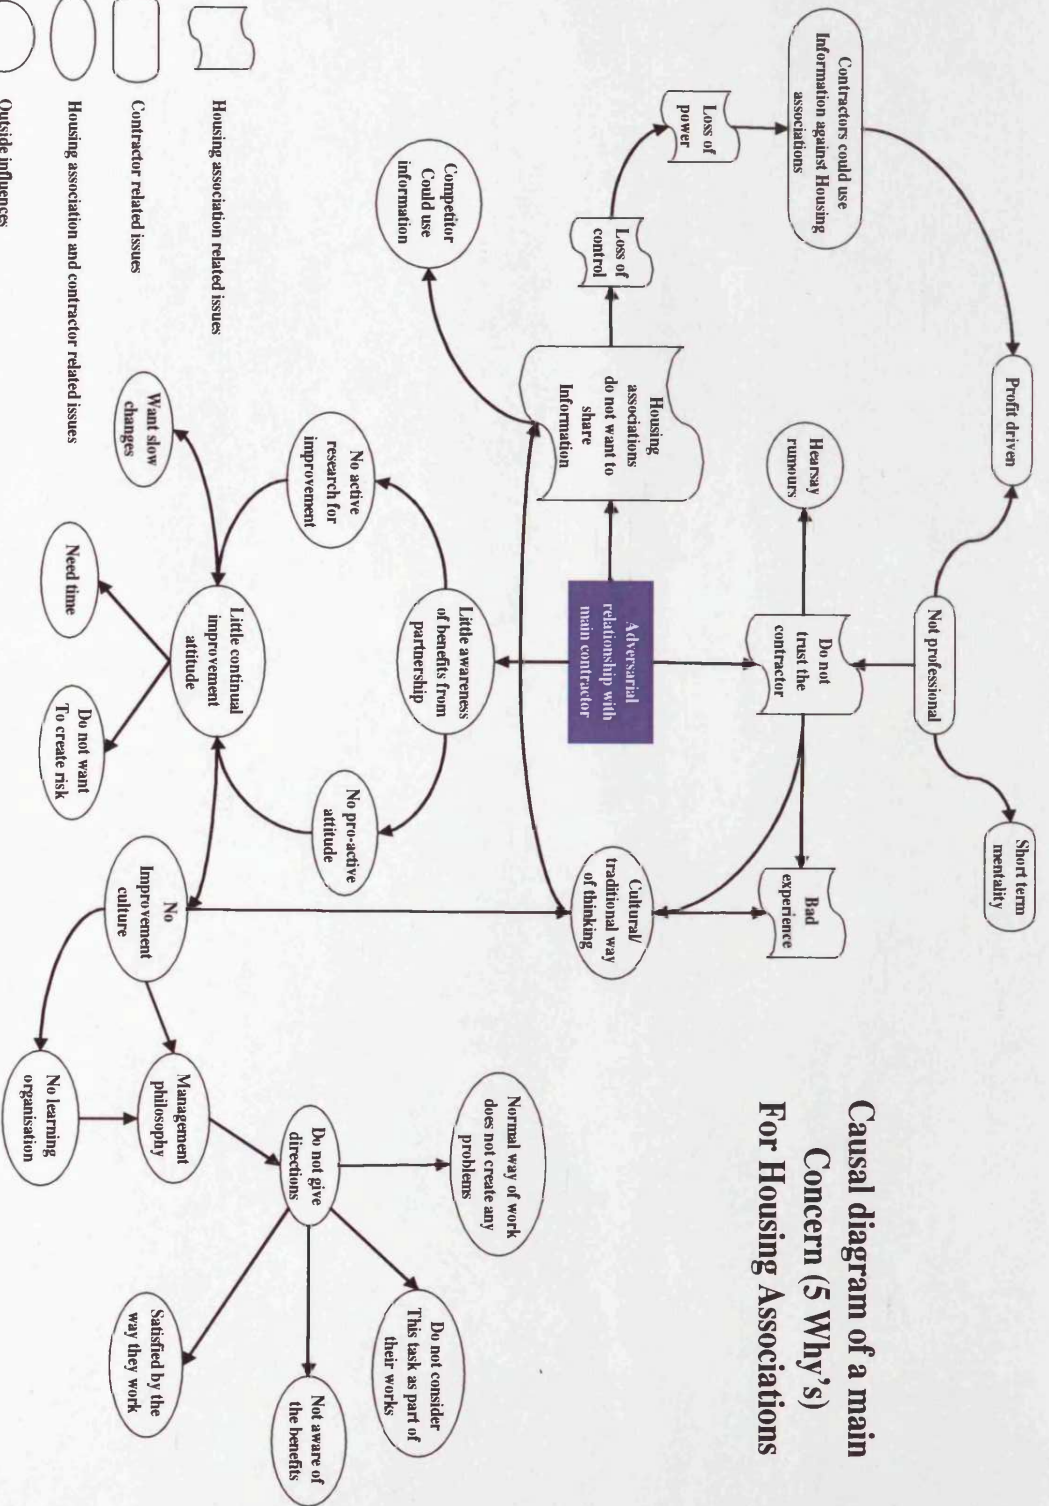 Causal diagram of a main
Concern (5 Why's)
For Housing Associations
Short term
mentality
Profit driven
Not professional
Contractors could use
Information against Housing
associations
Hearsay
rumours
Do not
trust the
contractor
Bad
experience
Loss of
power
Loss of
control
Housing
associations
do not want to
share
Information
Adversarial
relationship with
main contractor
Cultural/
traditional way
of thinking
Competitor
Could use
information
Little awareness
of benefits from
partnership
Normal way of work
does not create any
problems
No active
research for
improvement
No pro-active
attitude
Do not consider
This task as part of
their works
Do not give
directions
Not aware of
the benefits
Want slow
changes
Little continual
improvement
attitude
No
Improvement
culture
Management
philosophy
Satisfied by the
way they work
Need time
Do not want
To create risk
No learning
organisation
Housing association related issues
Contractor related issues
Housing association and contractor related issues
Outside influences